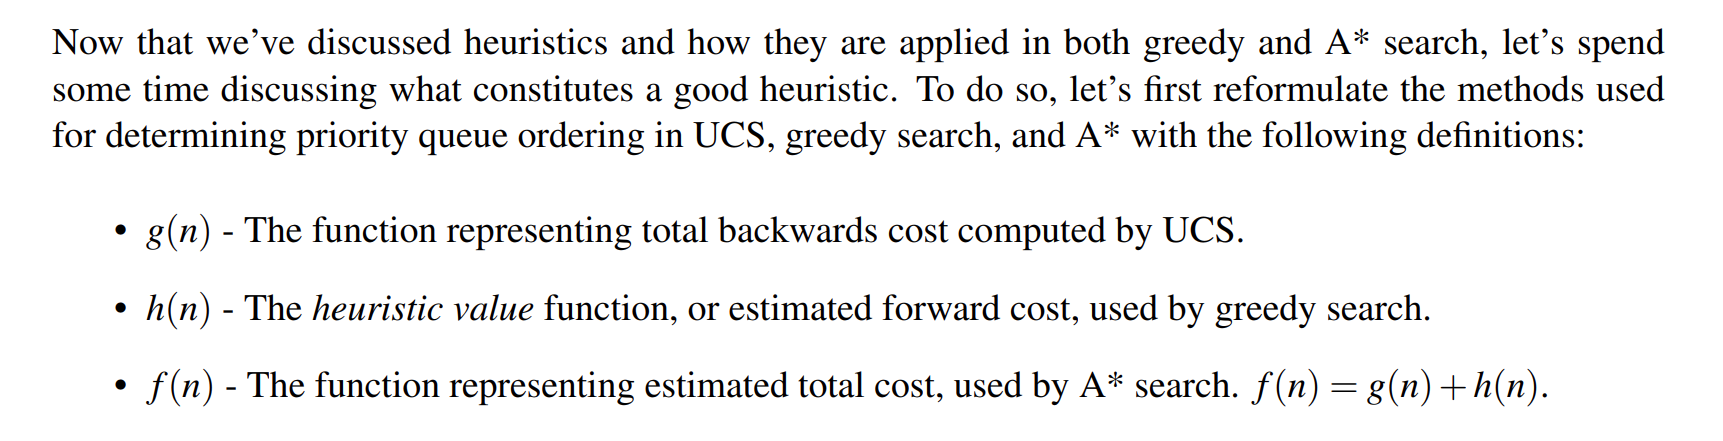 Now that we've discussed heuristics and how they are applied in both greedy and A* search, let's spend
some time discussing what constitutes a good heuristic. To do so, let's first reformulate the methods used
for determining priority queue ordering in UCS, greedy search, and A* with the following definitions:
• g(n) - The function representing total backwards cost computed by UCS.
• h(n) - The heuristic value function, or estimated forward cost, used by greedy search.
• f(n) - The function representing estimated total cost, used by A* search. f(n) = g(n) + h(n).